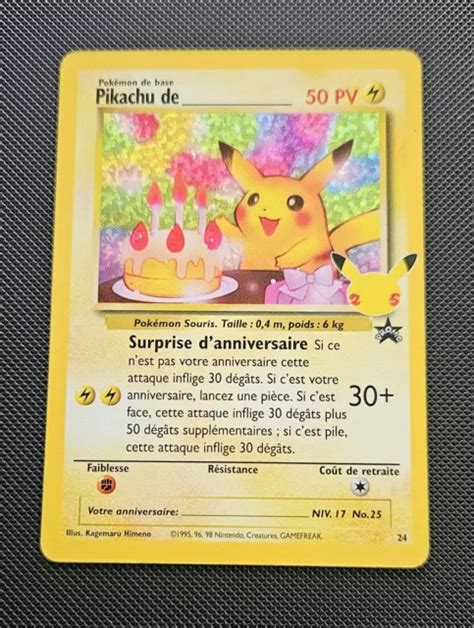 Pokémon de base
Pikachu de ____________ 50 PV
25
Pokémon Souris. Taille : 0,4 m, poids : 6 kg
PROMO
Surprise d'anniversaire Si ce
n'est pas votre anniversaire cette
attaque inflige 30 dégâts. Si c'est votre
anniversaire, lancez une pièce. Si c'est 30+
face, cette attaque inflige 30 dégâts plus
50 dégâts supplémentaires ; si c'est pile,
cette attaque inflige 30 dégâts.
Faiblesse Résistance Coût de retraite
Votre anniversaire: ____________ NIV. 17 No.25
Illus. Kagemaru Himeno ©1995, 96, 98 Nintendo, Creatures, GAMEFREAK. 24